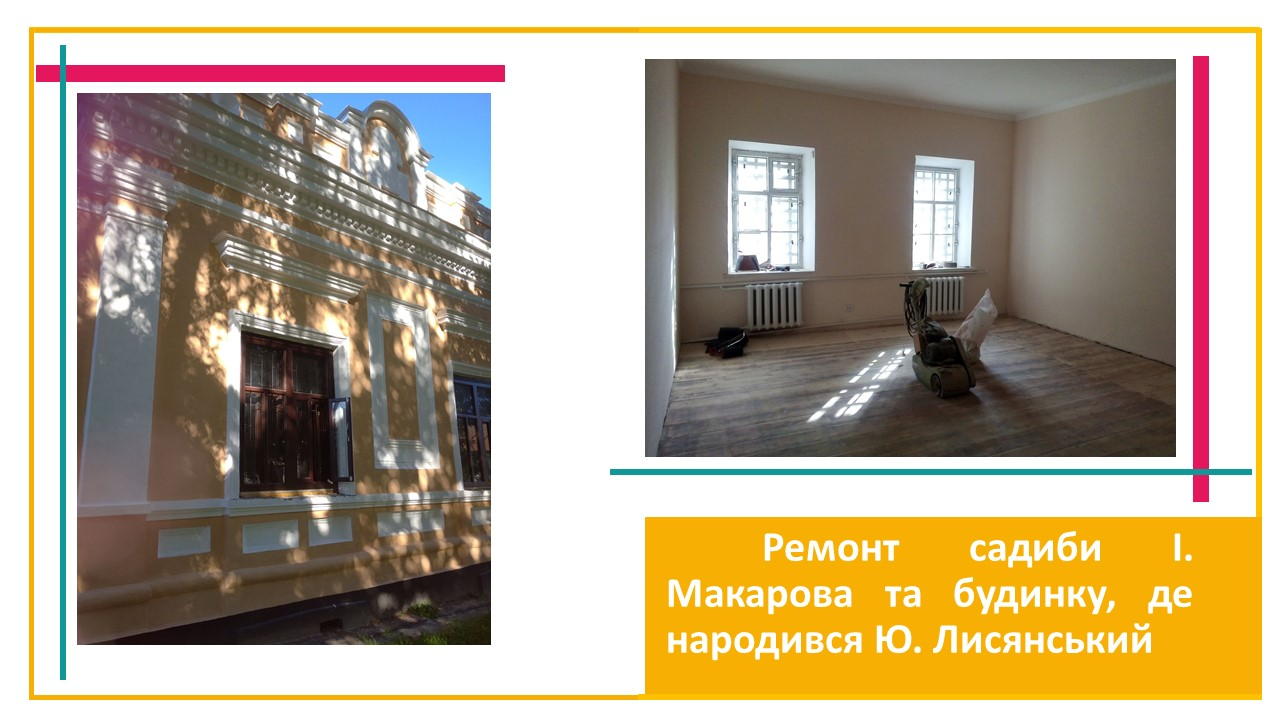 Ремонт садиби І.
Макарова та будинку, де
народився Ю. Лисянський